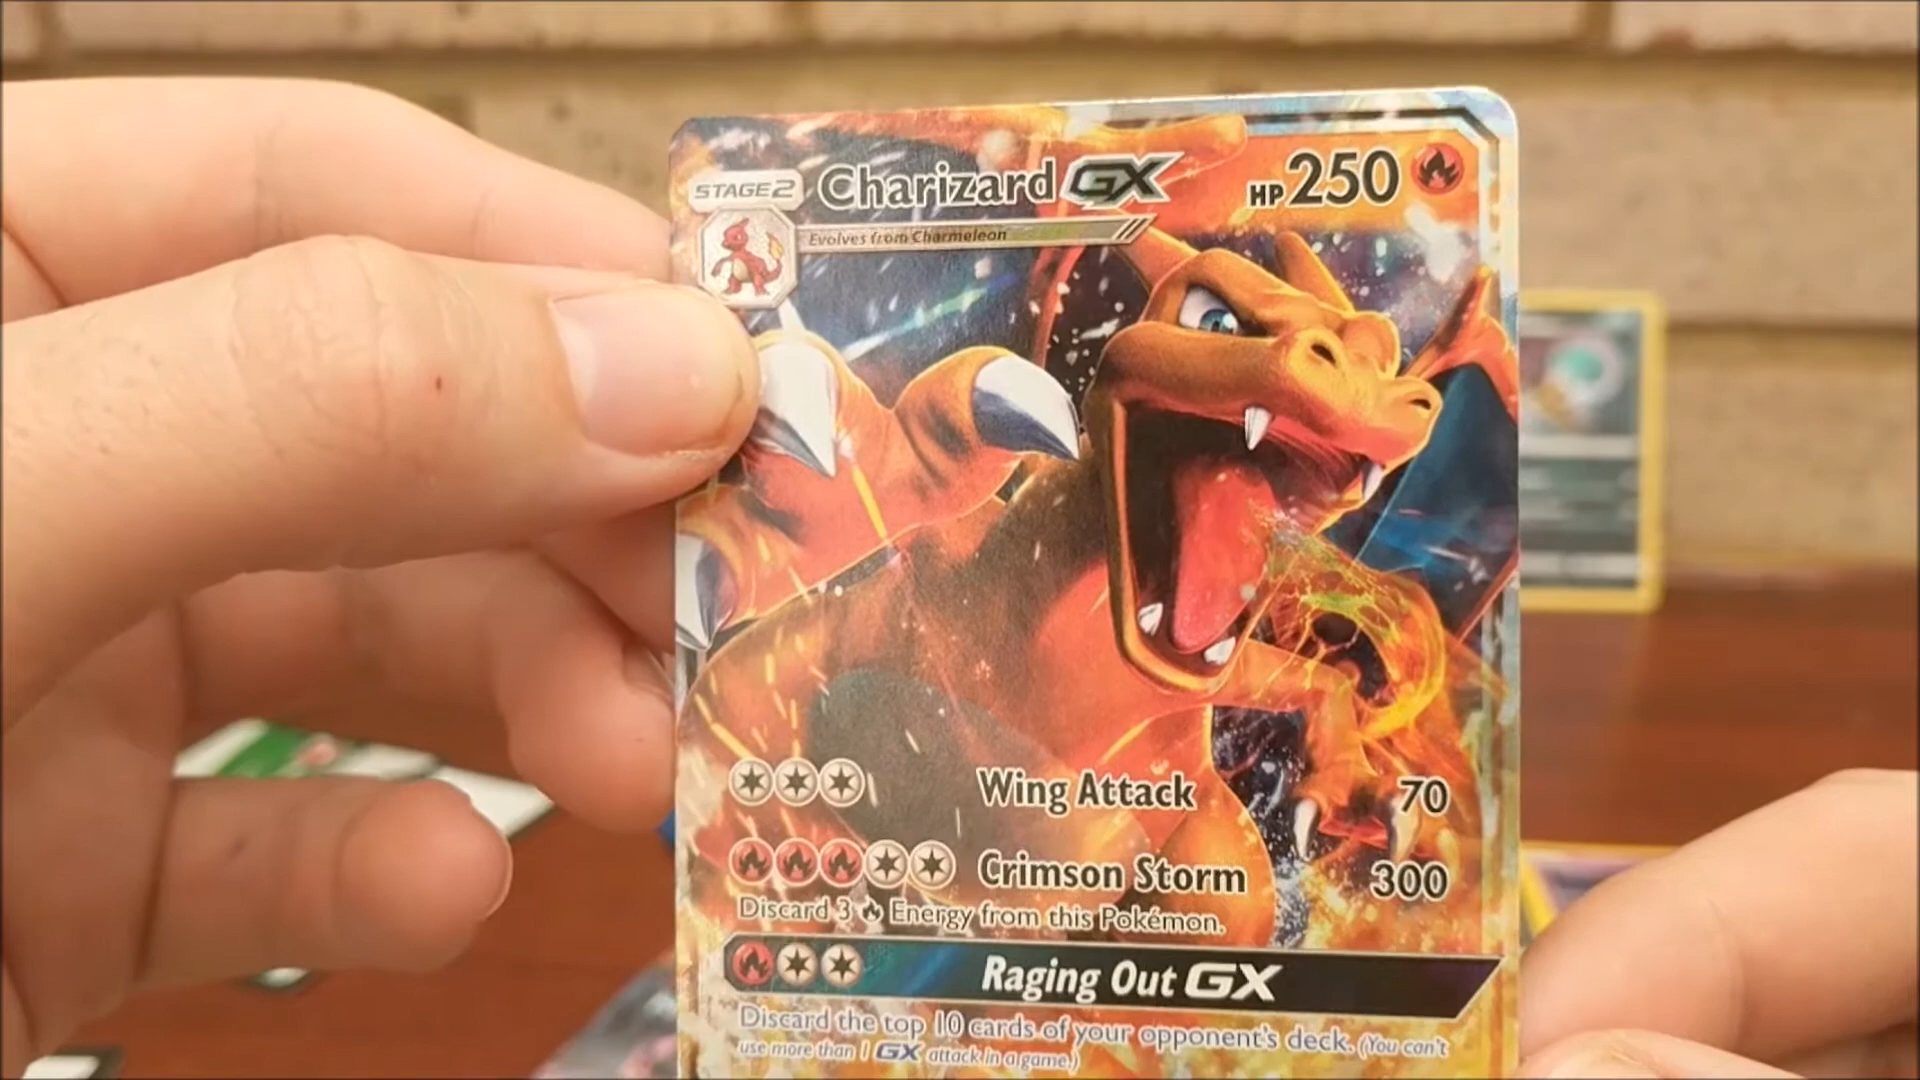 STAGE2 Charizard GX HP 250
Evolves from Charmeleon
Wing Attack 70
Crimson Storm 300
Discard 3 Energy from this Pokémon.
Raging Out GX
Discard the top 10 cards of your opponent's deck. (You can't
use more than 1 GX attack in a game.)